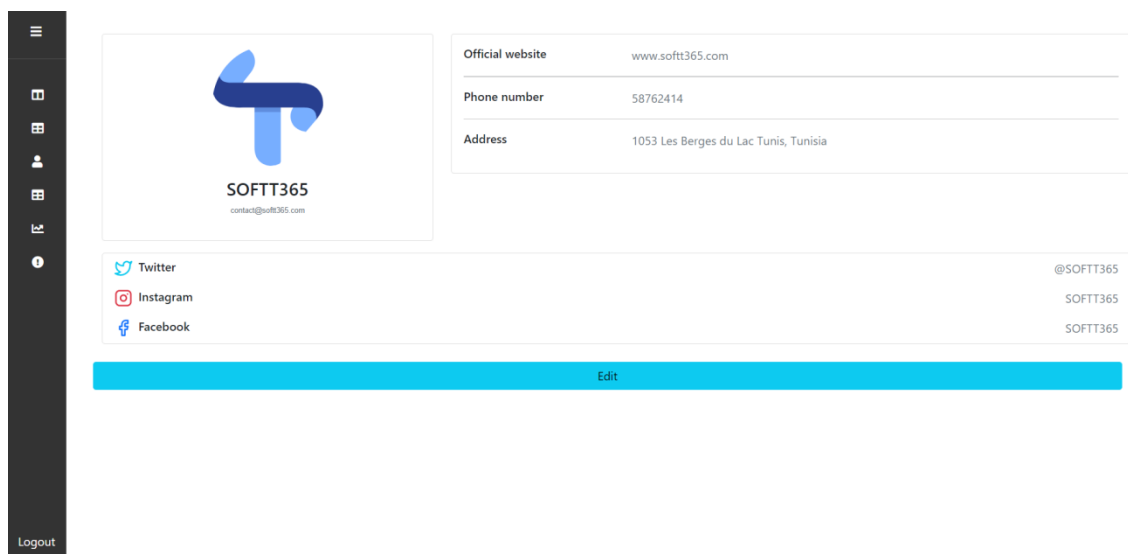 SOFTT365
contact@softt365.com
Official website www.softt365.com
Phone number 58762414
Address 1053 Les Berges du Lac Tunis, Tunisia
Twitter @SOFTT365
Instagram SOFTT365
Facebook SOFTT365
Edit
Logout